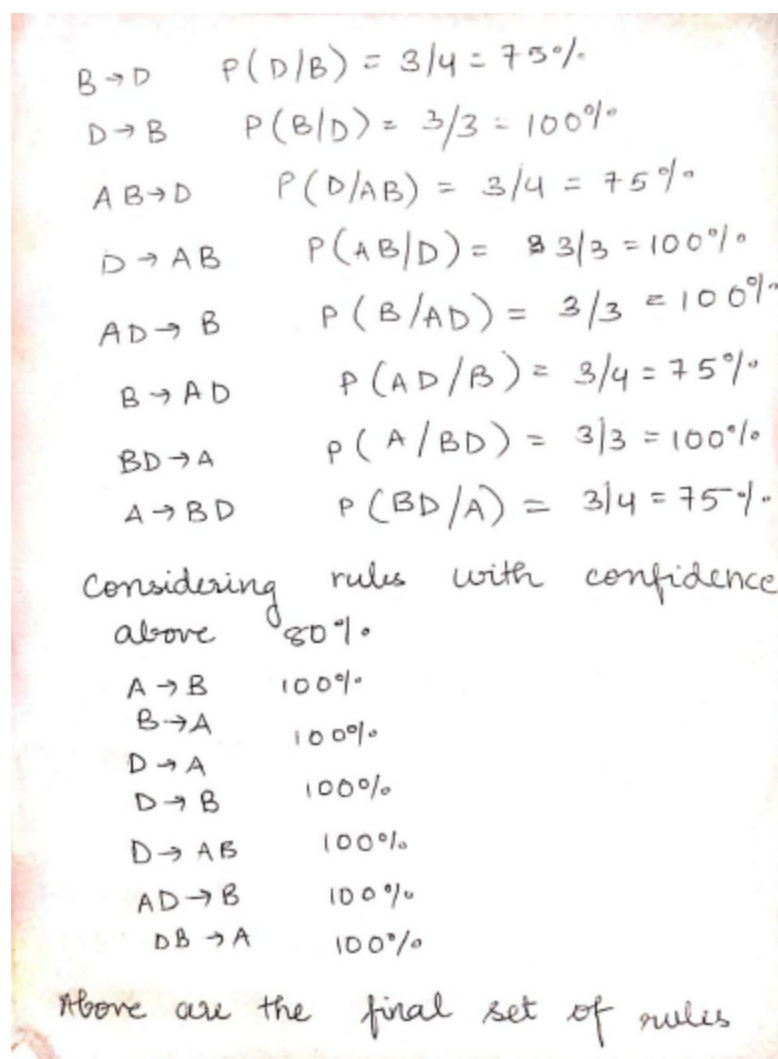 B→D P(D/B) = 3/4 = 75%
D→B P(B/D) = 3/3 = 100%
AB→D P(D/AB) = 3/4 = 75%
D→AB P(AB/D) = 3/3 = 100%
AD→B P(B/AD) = 3/3 = 100%
B→AD P(AD/B) = 3/4 = 75%
BD→A P(A/BD) = 3/3 = 100%
A→BD P(BD/A) = 3/4 = 75%
Considering rules with confidence
above 80%
A→B 100%
B→A 100%
D→A
D→B 100%
D→AB 100%
AD→B 100%
DB→A 100%
Above are the final set of rules